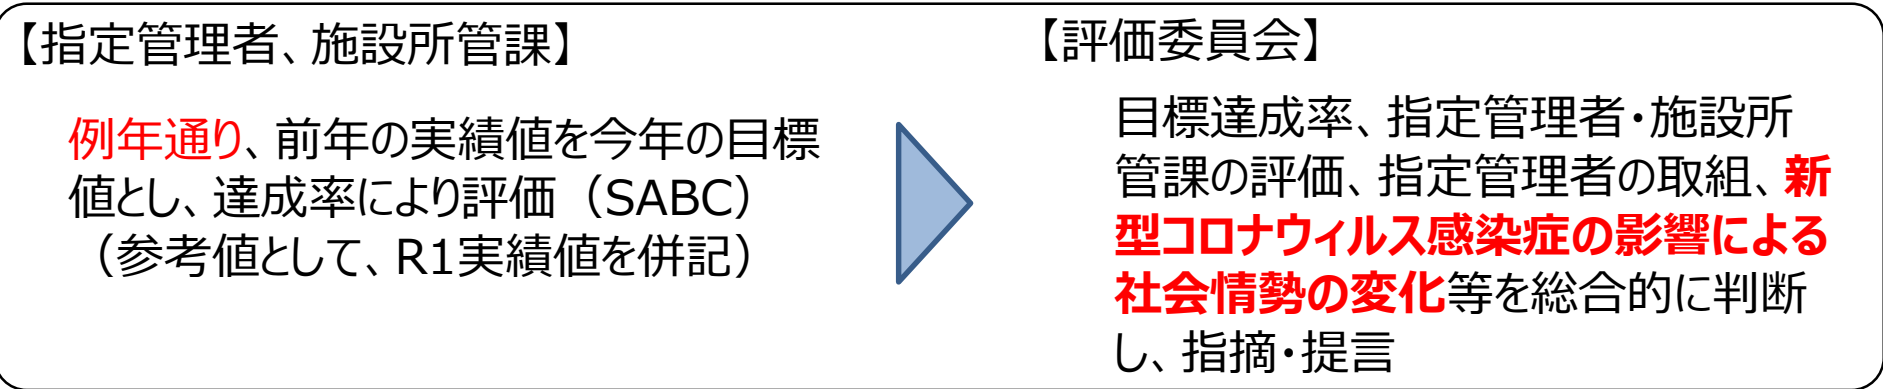 【指定管理者、施設所管課】
例年通り、前年の実績値を今年の目標
値とし、達成率により評価（SABC）
（参考値として、R1実績値を併記）
【評価委員会】
目標達成率、指定管理者・施設所
管課の評価、指定管理者の取組、新
型コロナウィルス感染症の影響による
社会情勢の変化等を総合的に判断
し、指摘・提言